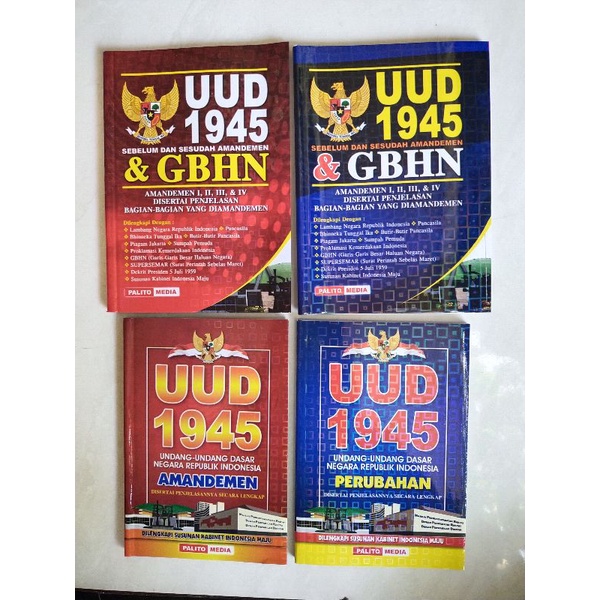 UUD
1945
SEBELUM DAN SESUDAH AMANDEMEN
& GBHN
AMANDEMEN I, II, III, & IV
DISERTAI PENJELASAN
BAGIAN-BAGIAN YANG DIAMANDEMEN
Dilengkapi Dengan :
Lambang Negara Republik Indonesia Pancasila
Bhinneka Tunggal Ika Butir-Butir Pancasila
Piagam Jakarta Sumpah Pemuda
Proklamasi Kemerdekaan Indonesia
GBHN (Garis-Garis Besar Haluan Negara)
SUPERSEMAR (Surat Perintah Sebelas Maret)
Dekrit Presiden 5 Juli 1959
Susunan Kabinet Indonesia Maju
PALITO MEDIA
UUD
1945
SEBELUM DAN SESUDAH AMANDEMEN
& GBHN
AMANDEMEN I, II, III, & IV
DISERTAI PENJELASAN
BAGIAN-BAGIAN YANG DIAMANDEMEN
Dilengkapi Dengan :
Lambang Negara Republik Indonesia Pancasila
Bhinneka Tunggal Ika Butir-Butir Pancasila
Piagam Jakarta Sumpah Pemuda
Proklamasi Kemerdekaan Indonesia
GBHN (Garis-Garis Besar Haluan Negara)
SUPERSEMAR (Surat Perintah Sebelas Maret)
Dekrit Presiden 5 Juli 1959
Susunan Kabinet Indonesia Maju
PALITO MEDIA
UUD
1945
UNDANG-UNDANG DASAR
NEGARA REPUBLIK INDONESIA
AMANDEMEN
DISERTAI PENJELASANNYA SECARA LENGKAP
DILENGKAPI SUSUNAN KABINET INDONESIA MAJU
PALITO MEDIA
UUD
1945
UNDANG-UNDANG DASAR
NEGARA REPUBLIK INDONESIA
PERUBAHAN
DISERTAI PENJELASANNYA SECARA LENGKAP
DILENGKAPI SUSUNAN KABINET INDONESIA MAJU
PALITO MEDIA